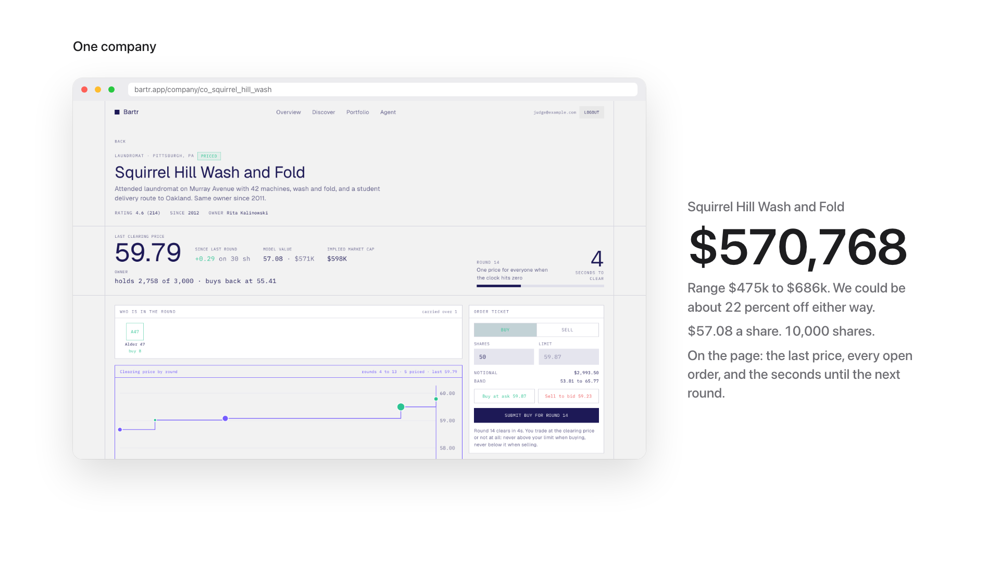 One company
bartr.app/company/co_squirrel_hill_wash
Bartr
Overview Discover Portfolio Agent
judge@example.com LOGOUT
BACK
LAUNDROMAT · PITTSBURGH, PA PRICED
Squirrel Hill Wash and Fold
Attended laundromat on Murray Avenue with 42 machines, wash and fold, and a student
delivery route to Oakland. Same owner since 2011.
RATING 4.6 (214) SINCE 2012 OWNER Rita Kalinowski
LAST CLEARING PRICE
59.79
SINCE LAST ROUND
+0.29 on 30 sh
MODEL VALUE
57.08 · $571K
IMPLIED MARKET CAP
$598K
OWNER
holds 2,758 of 3,000 · buys back at 55.41
ROUND 14
One price for everyone when
the clock hits zero
4
SECONDS TO
CLEAR
WHO IS IN THE ROUND carried over 1
A47
Alder 47
buy 8
Clearing price by round rounds 4 to 13 · 5 priced · last 59.79
60.00
59.00
58.00
ORDER TICKET
BUY SELL
SHARES LIMIT
50 59.87
NOTIONAL $2,993.50
BAND 53.81 to 65.77
Buy at ask 59.87 Sell to bid 59.23
SUBMIT BUY FOR ROUND 14
Round 14 clears in 4s. You trade at the clearing price
or not at all: never above your limit when buying,
never below it when selling.
Squirrel Hill Wash and Fold
$570,768
Range $475k to $686k. We could be
about 22 percent off either way.
$57.08 a share. 10,000 shares.
On the page: the last price, every open
order, and the seconds until the next
round.